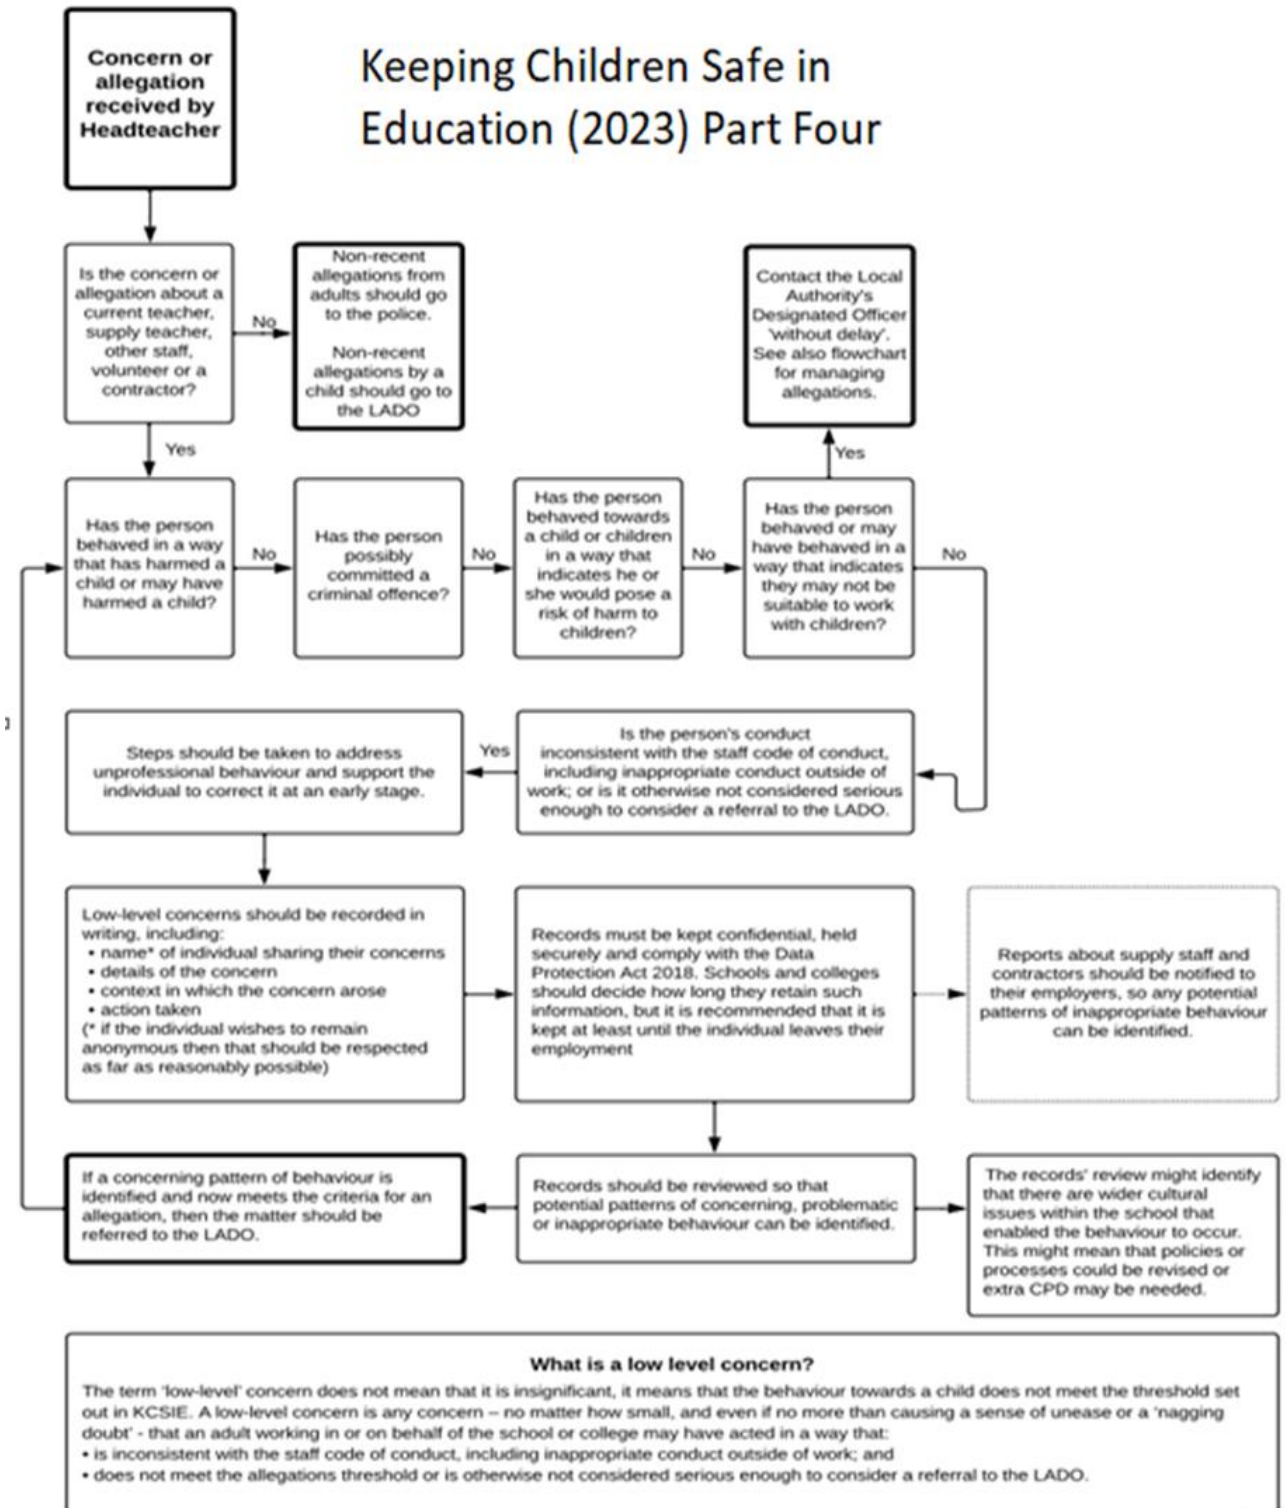 Keeping Children Safe in
Education (2023) Part Four
Concern or
allegation
received by
Headteacher
Is the concern or
allegation about a
current teacher,
supply teacher,
other staff,
volunteer or a
contractor?
No
Non-recent
allegations from
adults should go
to the police.
Non-recent
allegations by a
child should go to
the LADO
Contact the Local
Authority's
Designated Officer
'without delay'.
See also flowchart
for managing
allegations.
Yes
Yes
Has the person
behaved in a way
that has harmed a
child or may have
harmed a child?
No
Has the person
possibly
committed a
criminal offence?
No
Has the person
behaved towards
a child or children
in a way that
indicates he or
she would pose a
risk of harm to
children?
No
Has the person
behaved or may
have behaved in a
way that indicates
they may not be
suitable to work
with children?
No
Is the person's conduct
inconsistent with the staff code of conduct,
including inappropriate conduct outside of
work; or is it otherwise not considered serious
enough to consider a referral to the LADO.
Yes
Steps should be taken to address
unprofessional behaviour and support the
individual to correct it at an early stage.
Low-level concerns should be recorded in
writing, including:
• name* of individual sharing their concerns
• details of the concern
• context in which the concern arose
• action taken
(* if the individual wishes to remain
anonymous then that should be respected
as far as reasonably possible)
Records must be kept confidential, held
securely and comply with the Data
Protection Act 2018. Schools and colleges
should decide how long they retain such
information, but it is recommended that it is
kept at least until the individual leaves their
employment
Reports about supply staff and
contractors should be notified to
their employers, so any potential
patterns of inappropriate behaviour
can be identified.
If a concerning pattern of behaviour is
identified and now meets the criteria for an
allegation, then the matter should be
referred to the LADO.
Records should be reviewed so that
potential patterns of concerning, problematic
or inappropriate behaviour can be identified.
The records' review might identify
that there are wider cultural
issues within the school that
enabled the behaviour to occur.
This might mean that policies or
processes could be revised or
extra CPD may be needed.
What is a low level concern?
The term 'low-level' concern does not mean that it is insignificant, it means that the behaviour towards a child does not meet the threshold set
out in KCSIE. A low-level concern is any concern – no matter how small, and even if no more than causing a sense of unease or a 'nagging
doubt' - that an adult working in or on behalf of the school or college may have acted in a way that:
• is inconsistent with the staff code of conduct, including inappropriate conduct outside of work; and
• does not meet the allegations threshold or is otherwise not considered serious enough to consider a referral to the LADO.